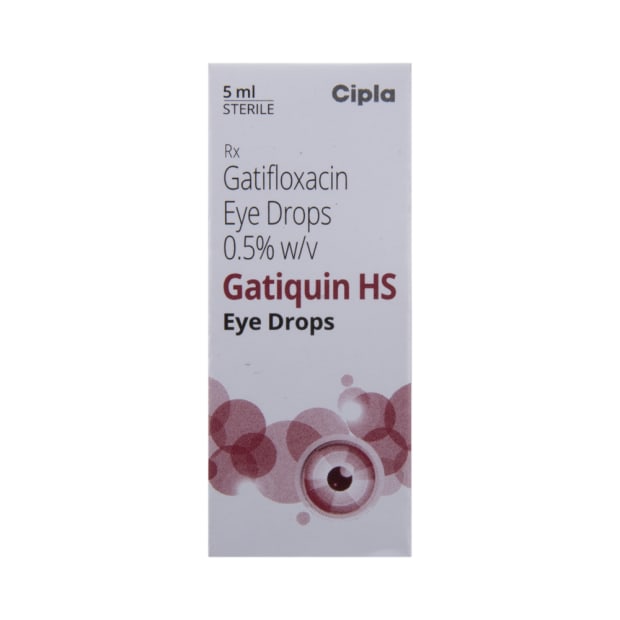 5 ml
STERILE
Cipla
Rx
Gatifloxacin
Eye Drops
0.5% w/v
Gatiquin HS
Eye Drops